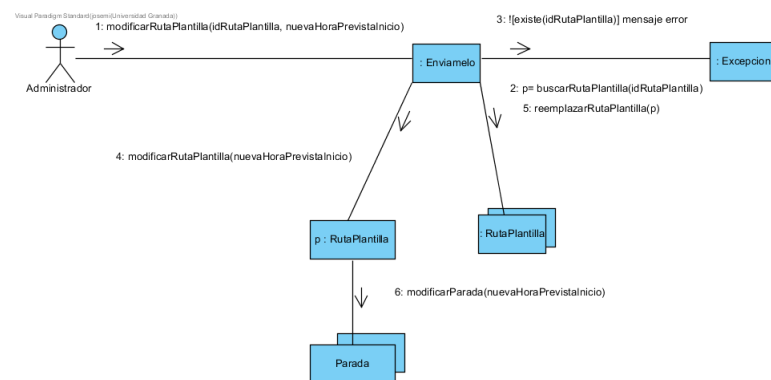 Visual Paradigm Standard(josemi(Universidad Granada))
1: modificarRutaPlantilla(idRutaPlantilla, nuevaHoraPrevistaInicio)
3: ![existe(idRutaPlantilla)] mensaje error
: Enviamelo
: Excepcion
Administrador
2: p= buscarRutaPlantilla(idRutaPlantilla)
5: reemplazarRutaPlantilla(p)
4: modificarRutaPlantilla(nuevaHoraPrevistaInicio)
p : RutaPlantilla
: RutaPlantilla
6: modificarParada(nuevaHoraPrevistaInicio)
Parada